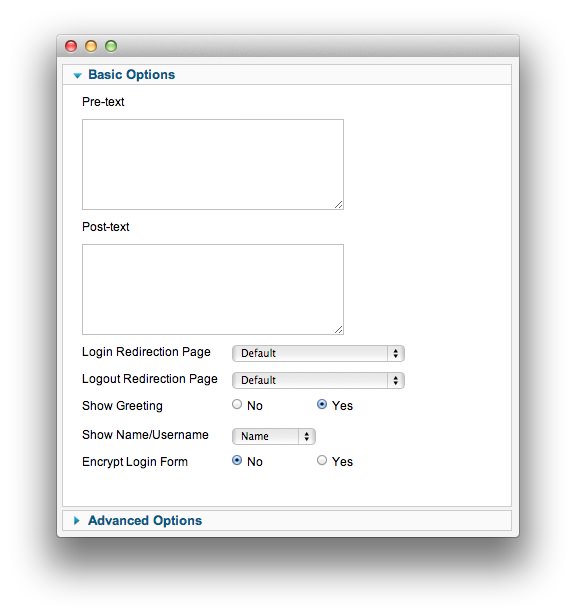 Basic Options
Pre-text
Post-text
Login Redirection Page Default
Logout Redirection Page Default
Show Greeting No Yes
Show Name/Username Name
Encrypt Login Form No Yes
Advanced Options